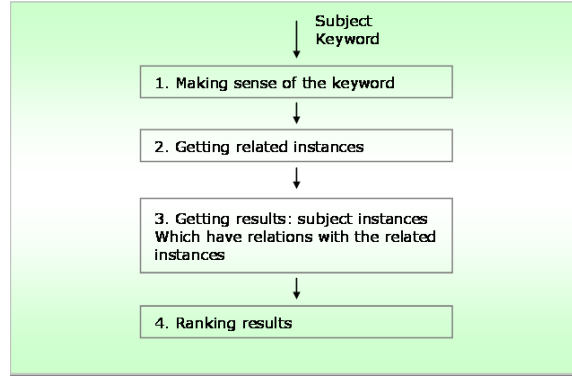 Subject
Keyword
1. Making sense of the keyword
2. Getting related instances
3. Getting results: subject instances
Which have relations with the related
instances
4. Ranking results